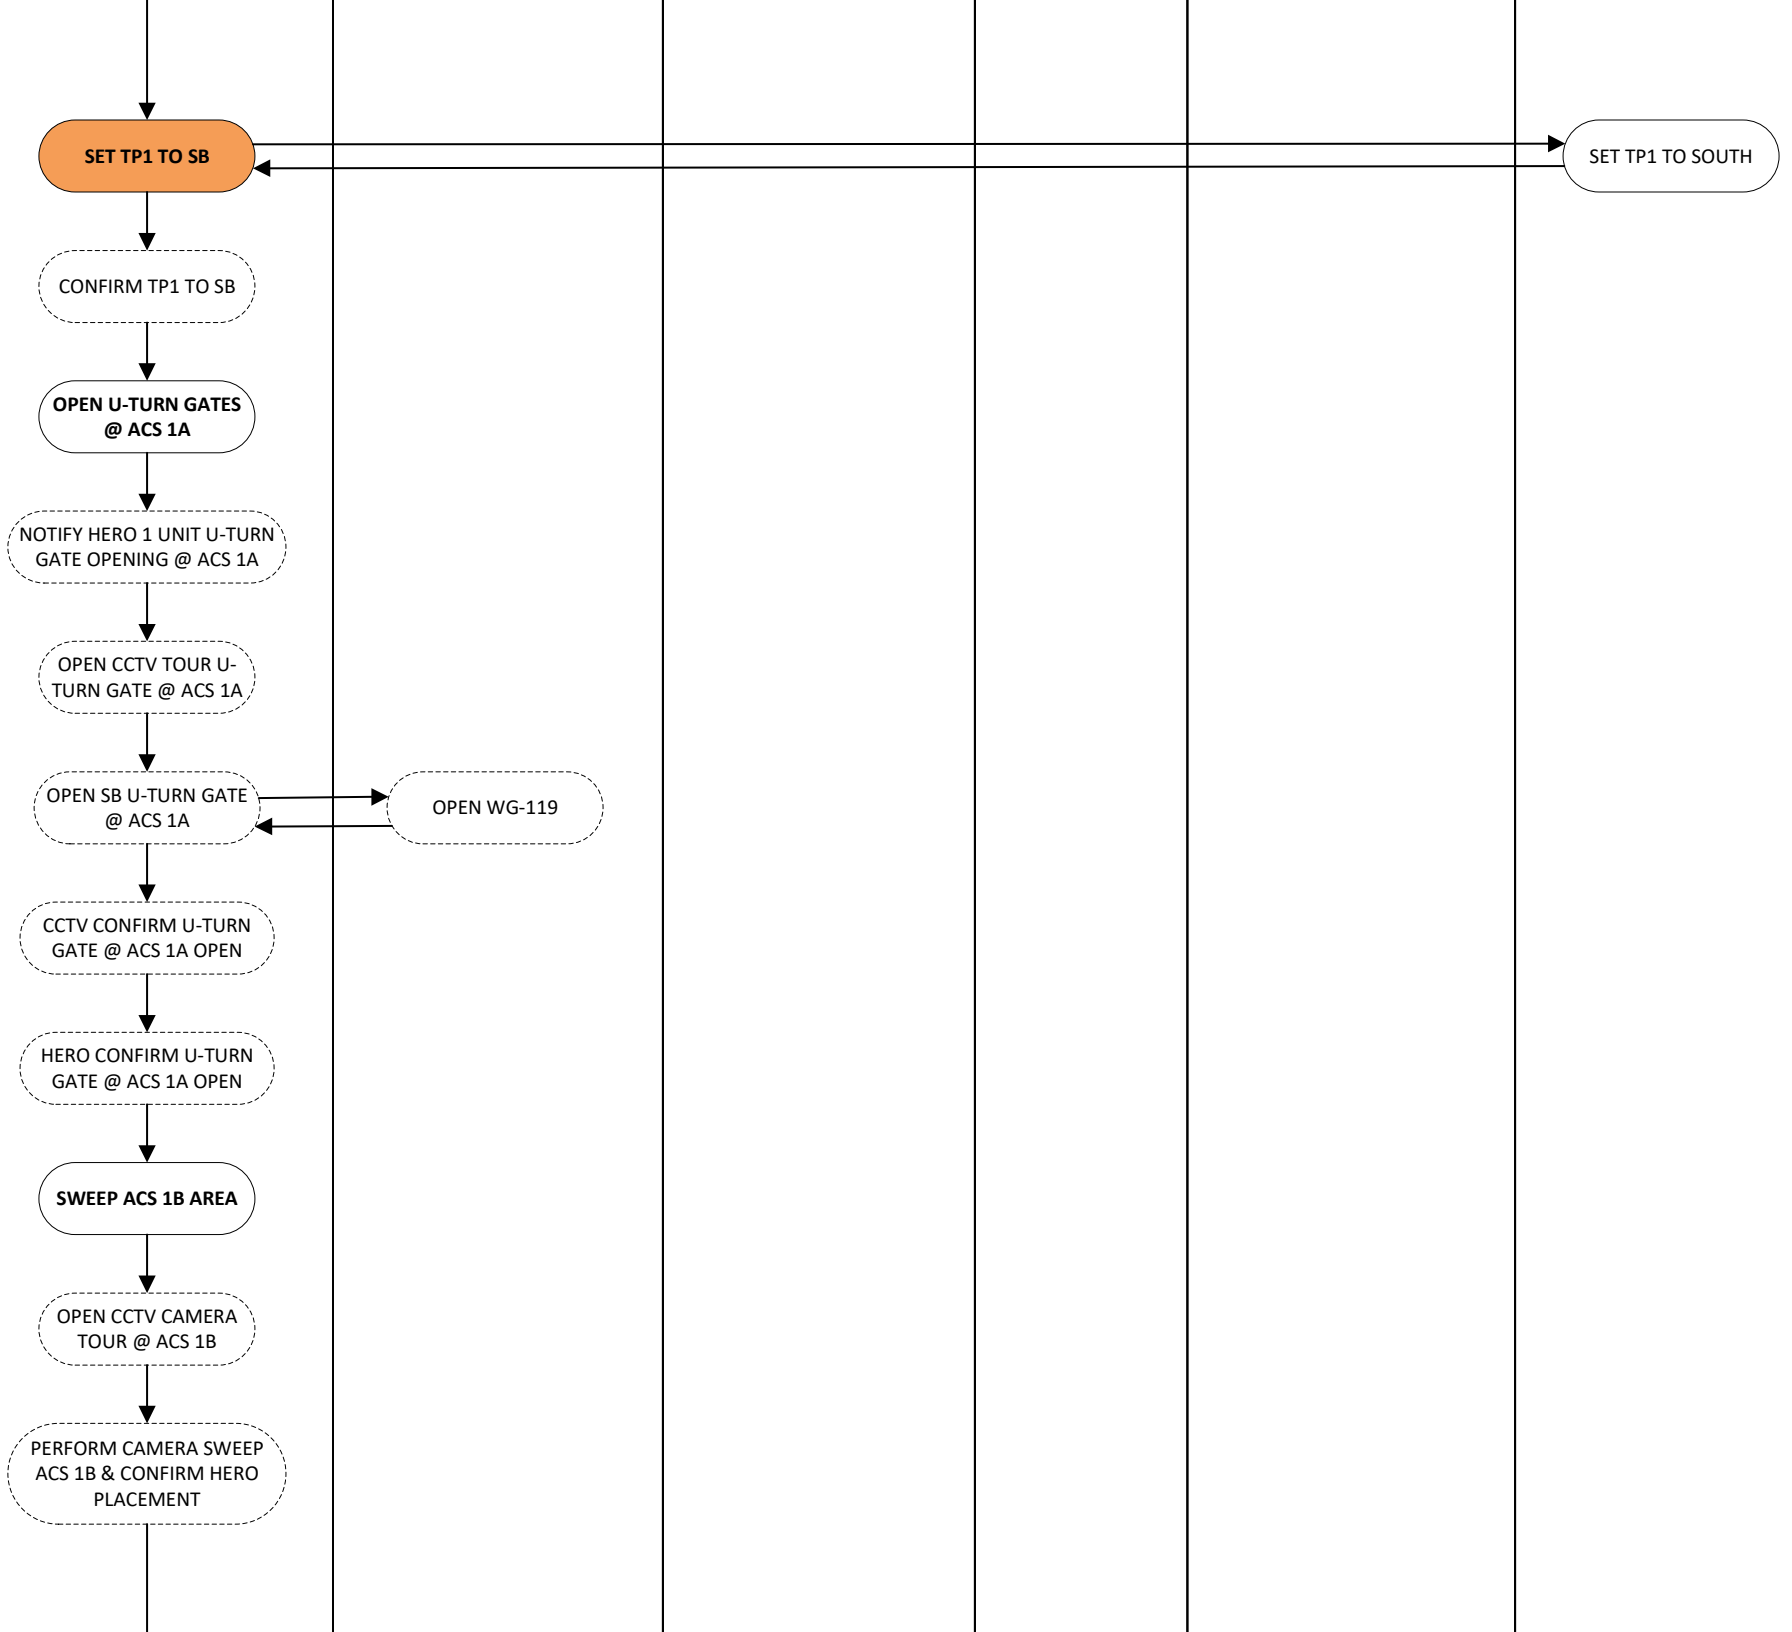 SET TP1 TO SB
SET TP1 TO SOUTH
CONFIRM TP1 TO SB
OPEN U-TURN GATES
@ ACS 1A
NOTIFY HERO 1 UNIT U-TURN
GATE OPENING @ ACS 1A
OPEN CCTV TOUR U-
TURN GATE @ ACS 1A
OPEN SB U-TURN GATE
@ ACS 1A
OPEN WG-119
CCTV CONFIRM U-TURN
GATE @ ACS 1A OPEN
HERO CONFIRM U-TURN
GATE @ ACS 1A OPEN
SWEEP ACS 1B AREA
OPEN CCTV CAMERA
TOUR @ ACS 1B
PERFORM CAMERA SWEEP
ACS 1B & CONFIRM HERO
PLACEMENT